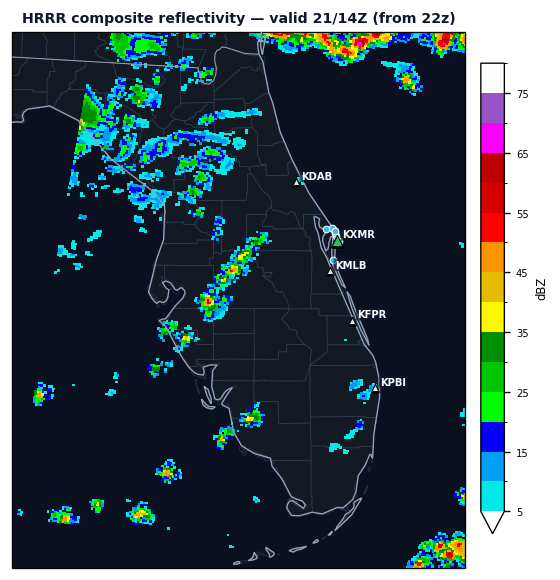 HRRR composite reflectivity — valid 21/14Z (from 22z)
KDAB
KXMR
KMLB
KFPR
KPBI
75
65
55
45
35
25
15
5
dBZ